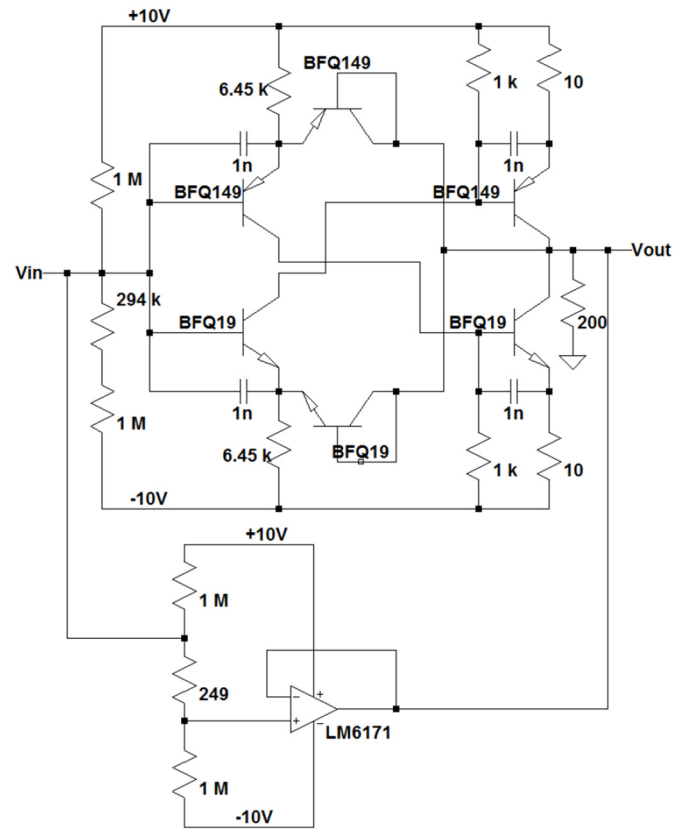 +10V
BFQ149
6.45 k
1 k
10
1n
1n
1 M
BFQ149
BFQ149
Vin
Vout
294 k
BFQ19
BFQ19
200
1n
1n
1 M
6.45 k
BFQ19
1 k
10
-10V
+10V
1 M
249
LM6171
1 M
-10V